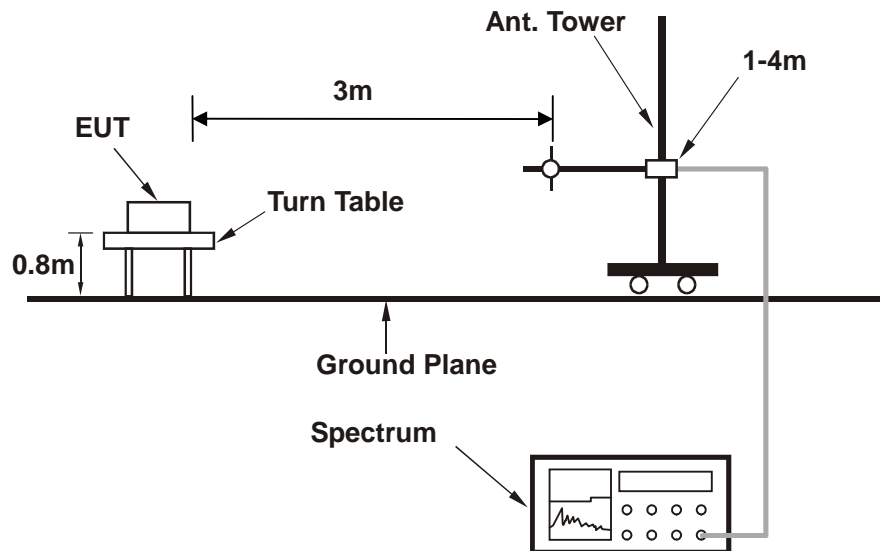 Ant. Tower
1-4m
3m
EUT
Turn Table
0.8m
Ground Plane
Spectrum